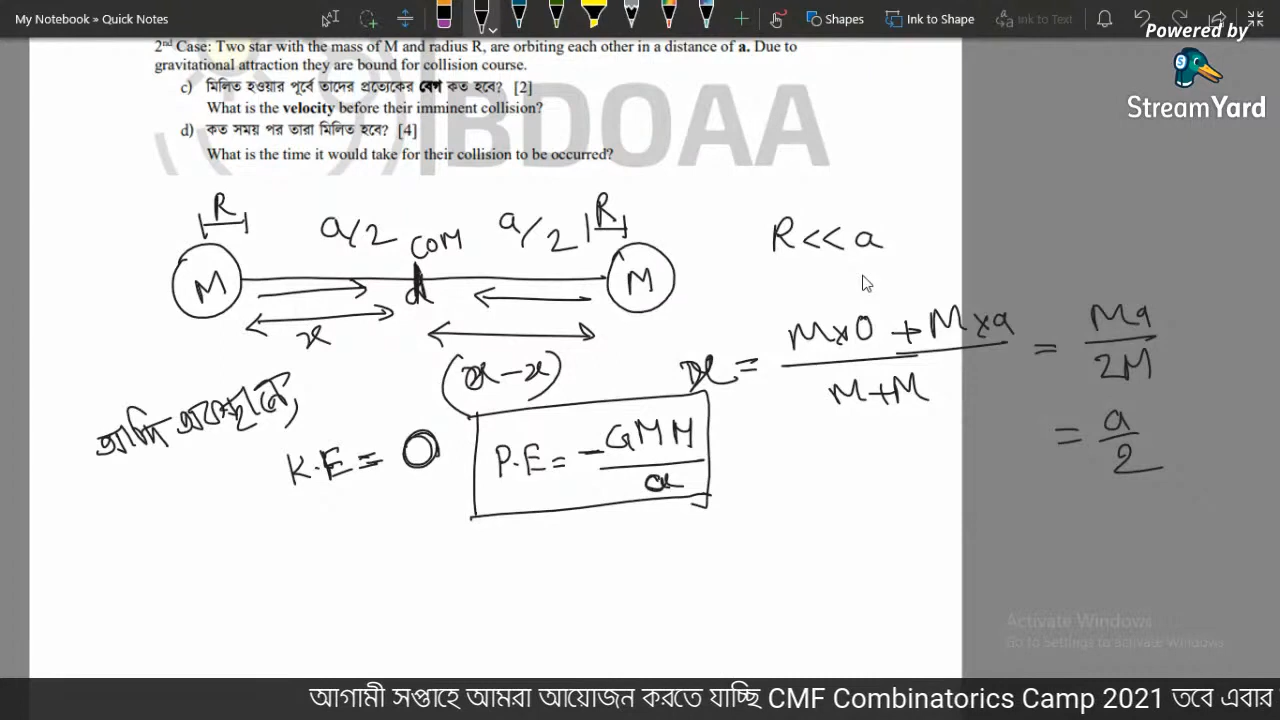 My Notebook » Quick Notes
Shapes
Ink to Shape
Ink to Text
Powered by
StreamYard
2nd Case: Two star with the mass of M and radius R, are orbiting each other in a distance of a. Due to
gravitational attraction they are bound for collision course.
c) মিলিত হওয়ার পূর্বে তাদের প্রত্যেকের বেগ কত হবে? [2]
What is the velocity before their imminent collision?
d) কত সময় পর তারা মিলিত হবে? [4]
What is the time it would take for their collision to be occurred?
BDOAA
R a/2 COM a/2 R
R << a
M M
x
(a-x)
x = M×0 + M×a / M+M = Ma / 2M
= a/2
আদি অবস্থানে,
K.E = 0
P.E = -GMM / a
Activate Windows
Go to Settings to activate Windows.
আগামী সপ্তাহে আমরা আয়োজন করতে যাচ্ছি CMF Combinatorics Camp 2021 তবে এবার